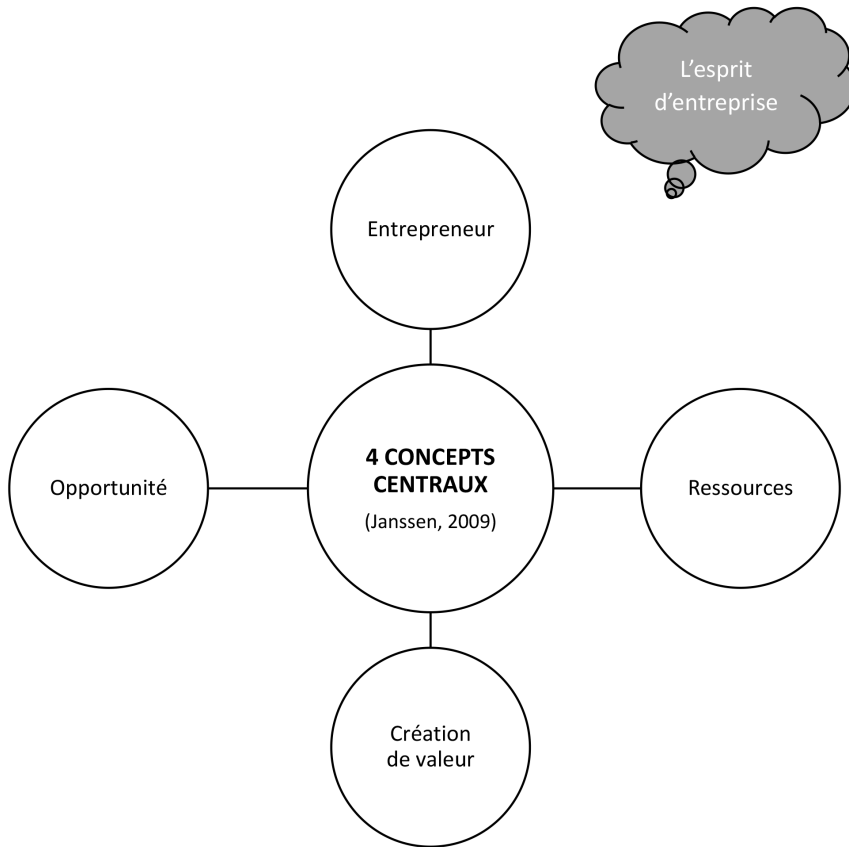 L’esprit
d’entreprise
Entrepreneur
Opportunité
4 CONCEPTS
CENTRAUX
(Janssen, 2009)
Ressources
Création
de valeur